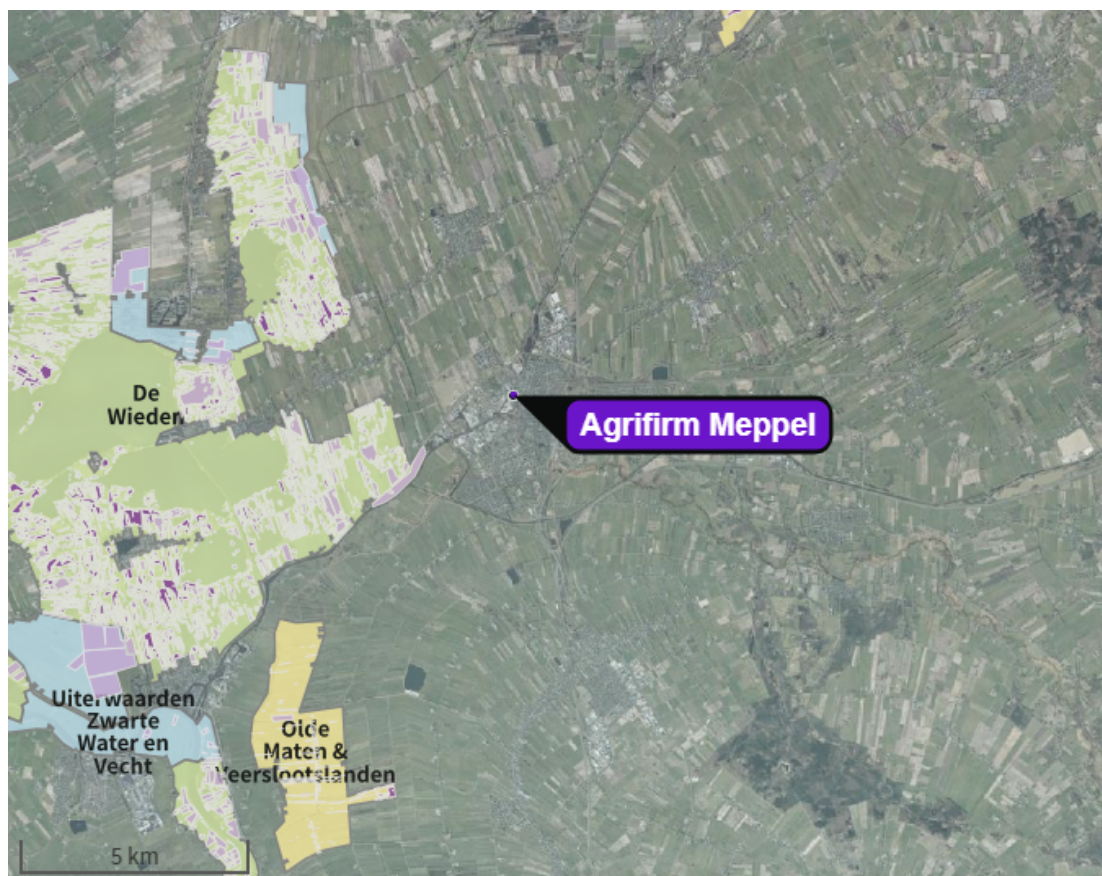 De
Wieden
Agrifirm Meppel
Uiterwaarden
Zwarte
Water en
Vecht
Olde
Maten &
Veerslootslanden
5 km